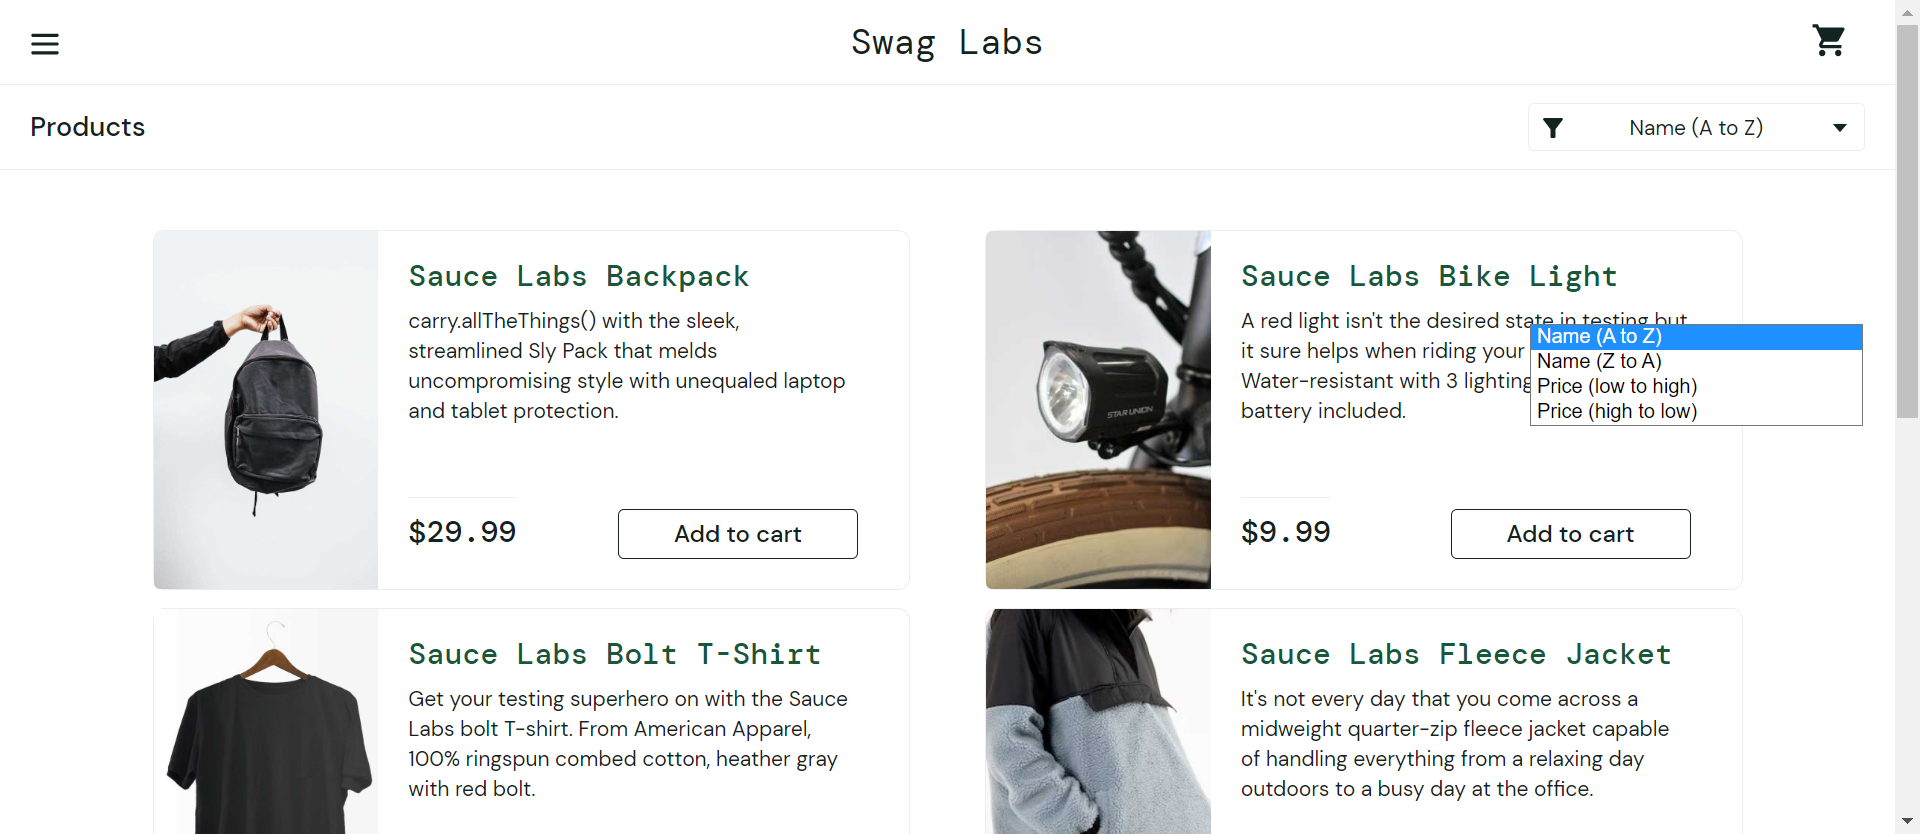 Swag Labs
Products
Name (A to Z)
Sauce Labs Backpack
carry.allTheThings() with the sleek,
streamlined Sly Pack that melds
uncompromising style with unequaled laptop
and tablet protection.
$29.99
Add to cart
Sauce Labs Bike Light
A red light isn't the desired state in testing but
it sure helps when riding your
Water-resistant with 3 lighting
battery included.
STAR UNION
$9.99
Add to cart
Name (A to Z)
Name (Z to A)
Price (low to high)
Price (high to low)
Sauce Labs Bolt T-Shirt
Get your testing superhero on with the Sauce
Labs bolt T-shirt. From American Apparel,
100% ringspun combed cotton, heather gray
with red bolt.
Sauce Labs Fleece Jacket
It's not every day that you come across a
midweight quarter-zip fleece jacket capable
of handling everything from a relaxing day
outdoors to a busy day at the office.